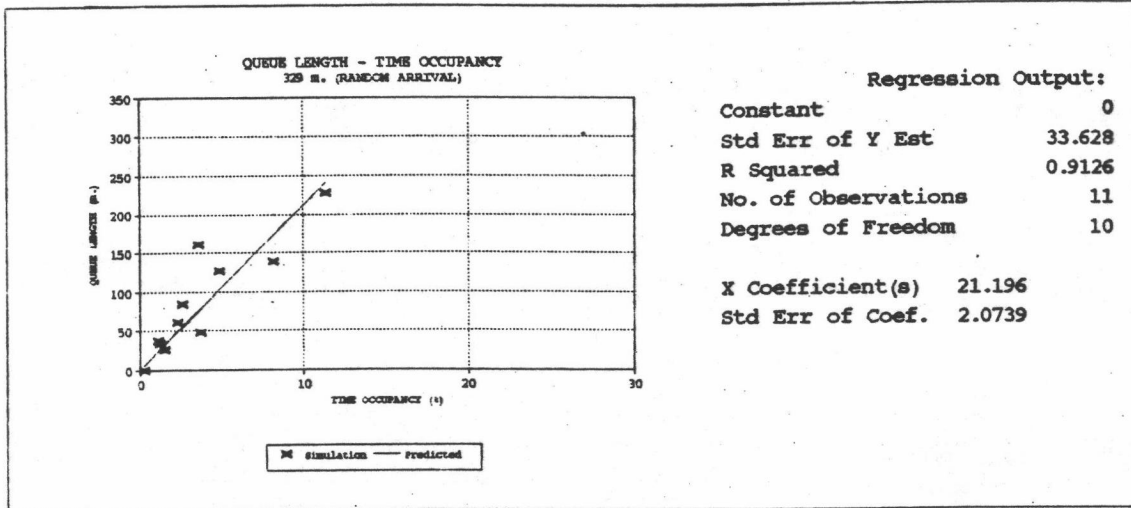 QUEUE LENGTH - TIME OCCUPANCY
329 m. (RANDOM ARRIVAL)
350
300
250
200
150
100
50
0
QUEUE LENGTH (m.)
0
10
20
30
TIME OCCUPANCY (%)
Simulation
Predicted
Regression Output:
Constant 0
Std Err of Y Est 33.628
R Squared 0.9126
No. of Observations 11
Degrees of Freedom 10
X Coefficient(s) 21.196
Std Err of Coef. 2.0739